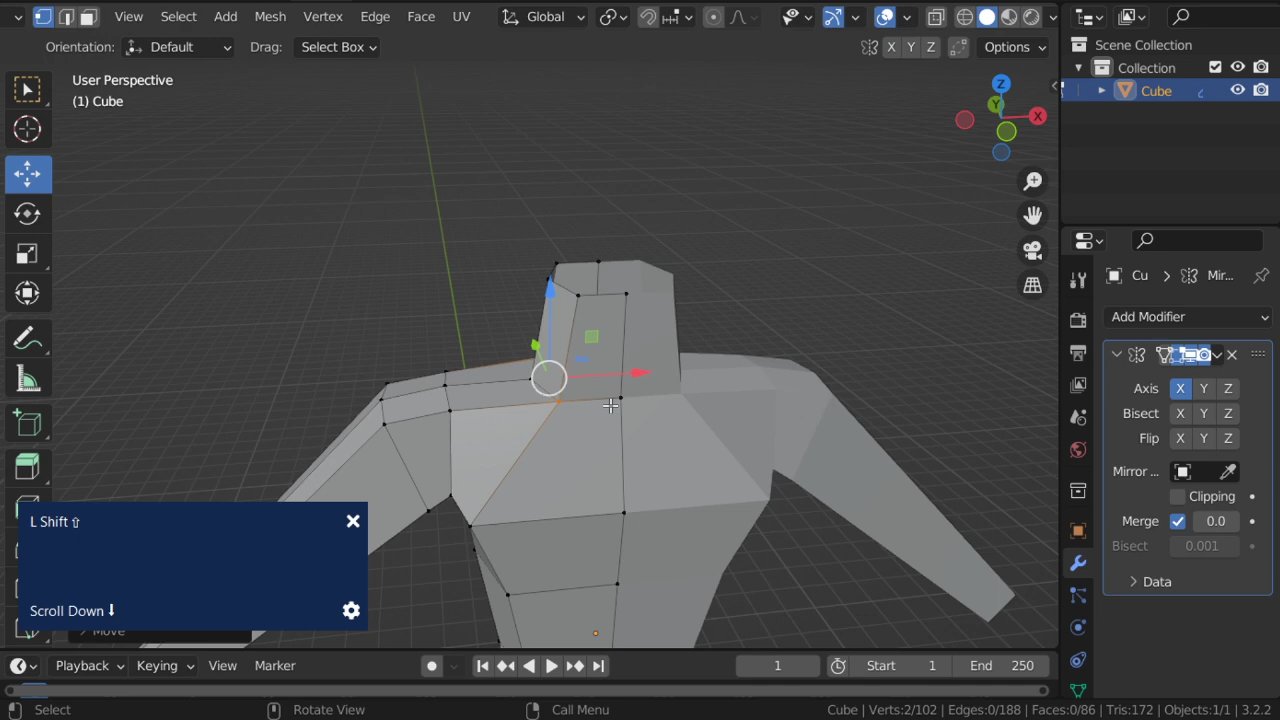 View Select Add Mesh Vertex Edge Face UV Global
Scene Collection
Orientation: Default Drag: Select Box X Y Z Options
Collection
Cube
User Perspective
(1) Cube
Z
Y
X
Cu > Mir...
Add Modifier
Axis X Y Z
Bisect X Y Z
Flip X Y Z
Mirror ...
Clipping
Merge 0.0
Bisect 0.001
Data
L Shift ⇧
Scroll Down
Move
Playback Keying View Marker 1 Start 1 End 250
Select Rotate View Call Menu Cube | Verts:2/102 | Edges:0/188 | Faces:0/86 | Tris:172 | Objects:1/1 | 3.2.2